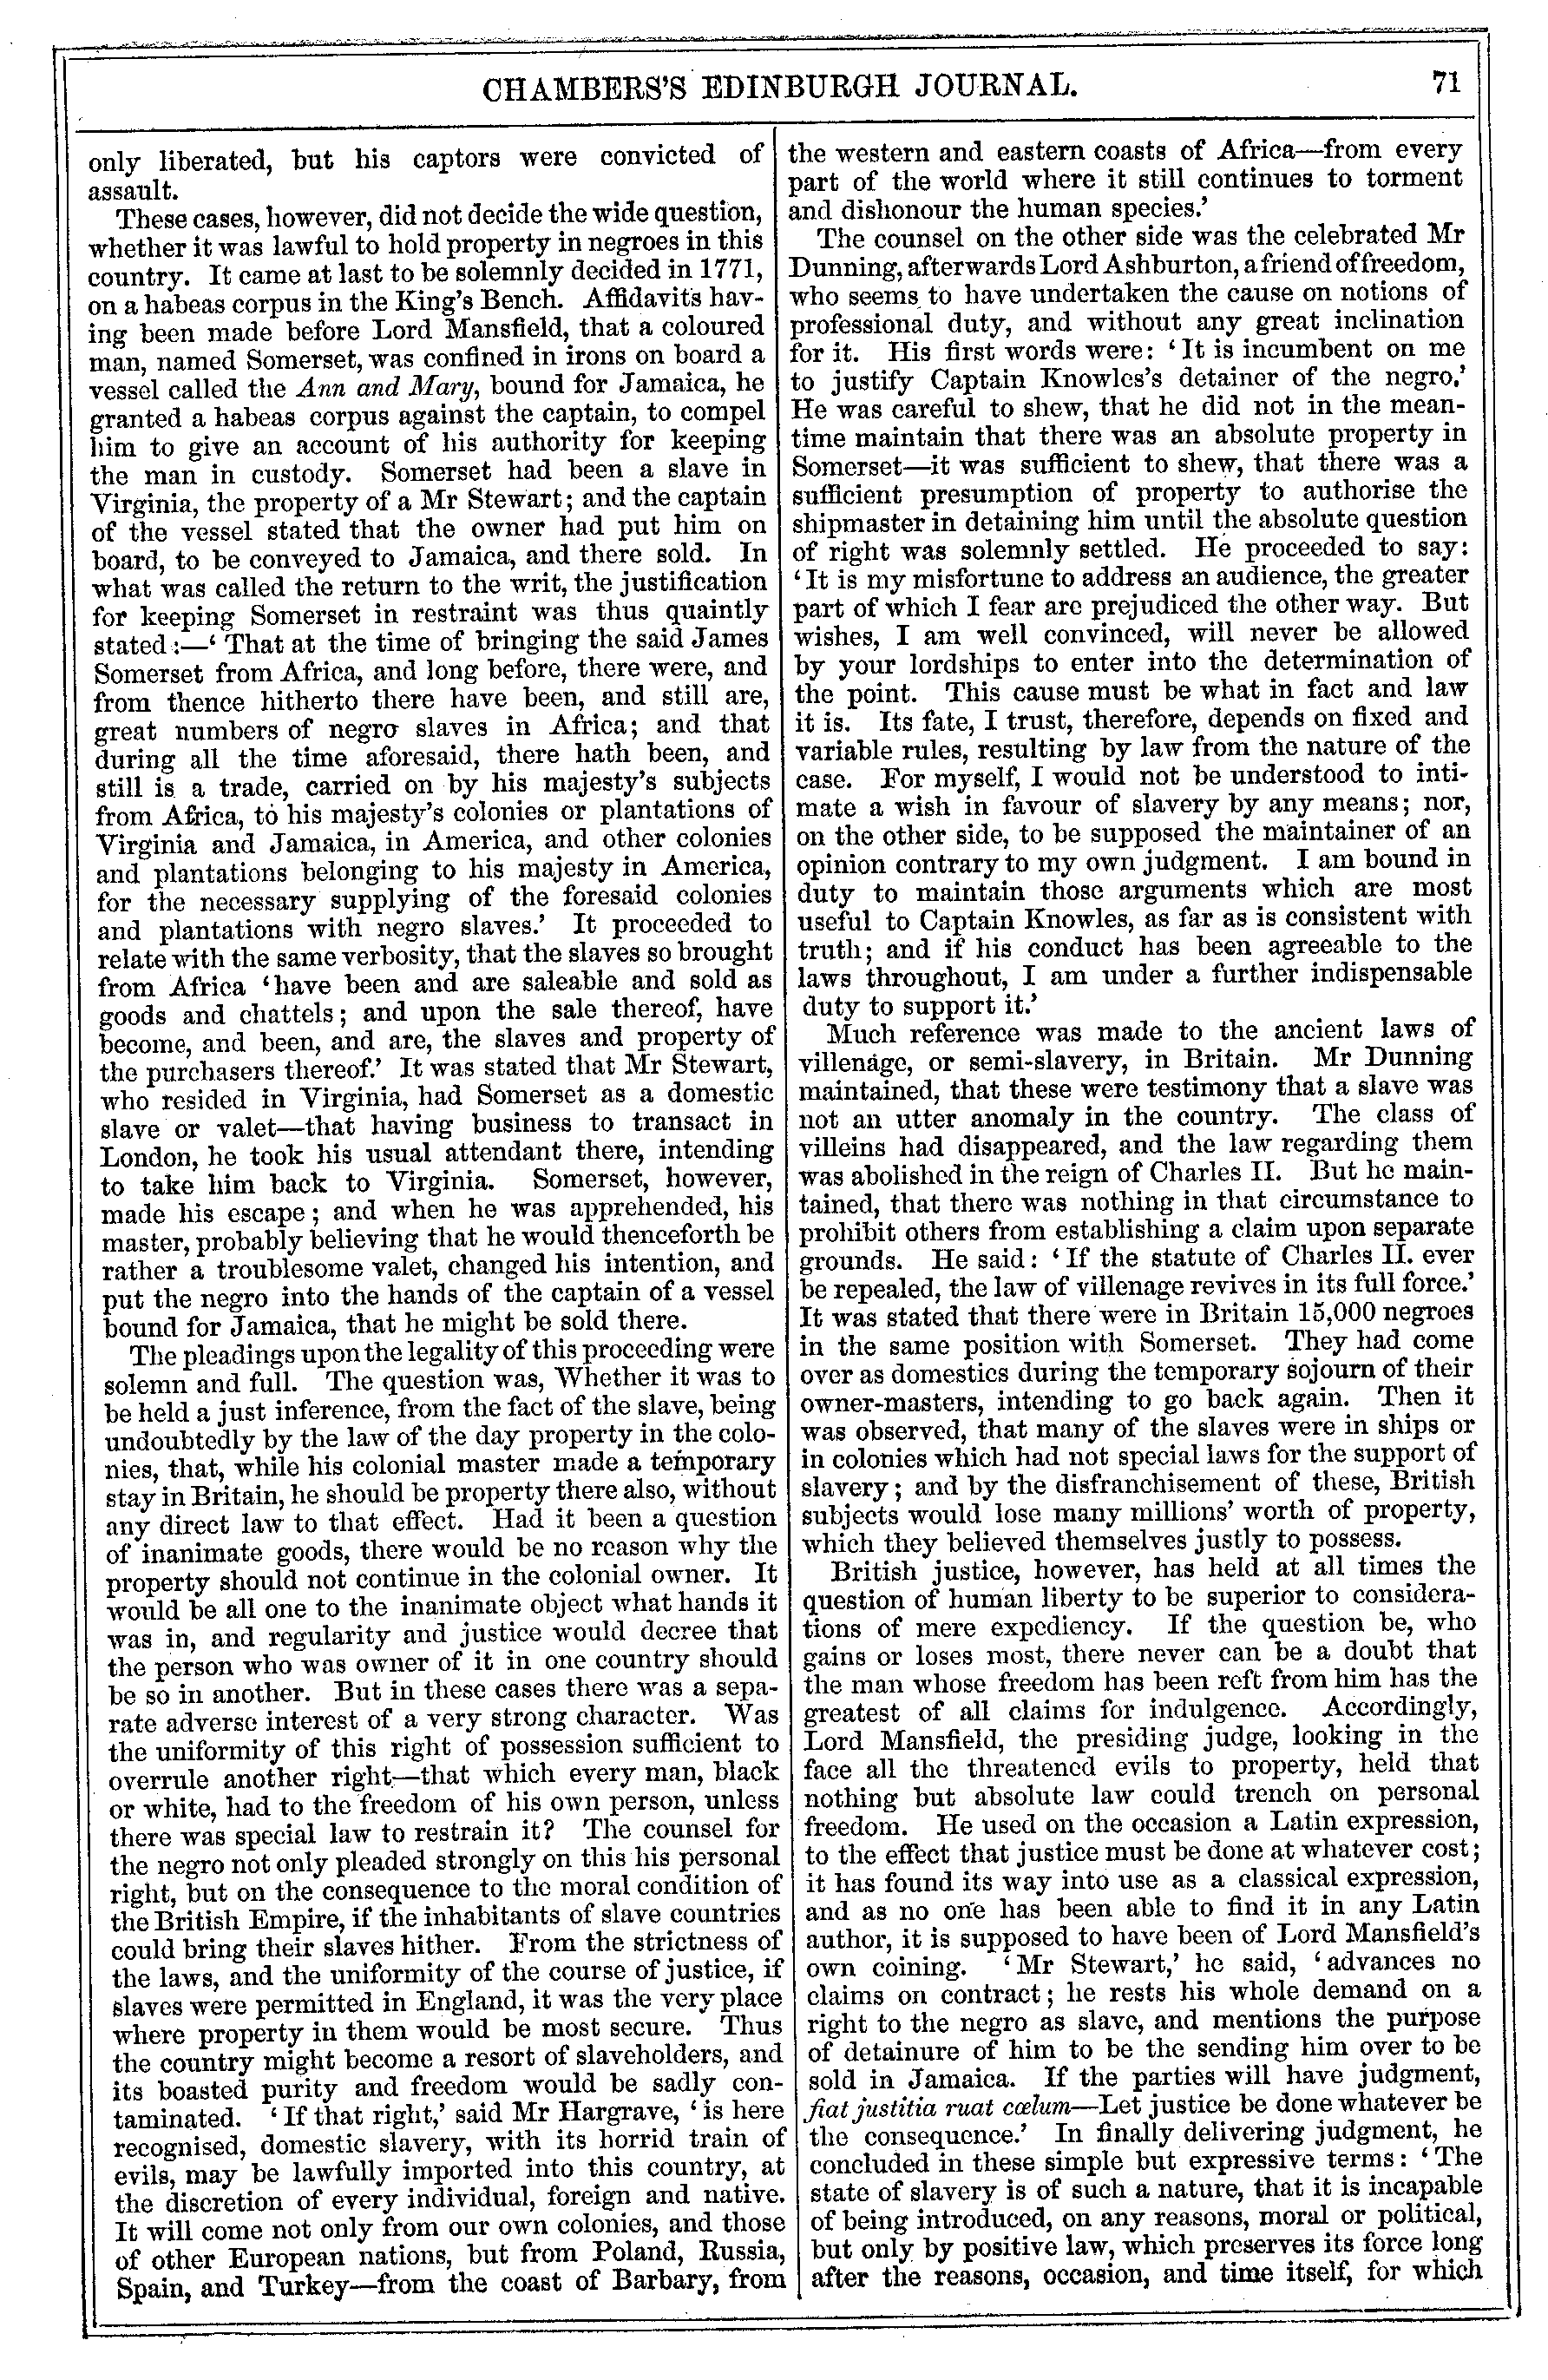 CHAMBERS'S EDINBURGH JOURNAL.
71
only liberated, but his captors were convicted of
assault.
These cases, however, did not decide the wide question,
whether it was lawful to hold property in negroes in this
country. It came at last to be solemnly decided in 1771,
on a habeas corpus in the King's Bench. Affidavits hav-
ing been made before Lord Mansfield, that a coloured
man, named Somerset, was confined in irons on board a
vessel called the Ann and Mary, bound for Jamaica, he
granted a habeas corpus against the captain, to compel
him to give an account of his authority for keeping
the man in custody. Somerset had been a slave in
Virginia, the property of a Mr Stewart; and the captain
of the vessel stated that the owner had put him on
board, to be conveyed to Jamaica, and there sold. In
what was called the return to the writ, the justification
for keeping Somerset in restraint was thus quaintly
stated:—‘That at the time of bringing the said James
Somerset from Africa, and long before, there were, and
from thence hitherto there have been, and still are,
great numbers of negro slaves in Africa; and that
during all the time aforesaid, there hath been, and
still is a trade, carried on by his majesty's subjects
from Africa, to his majesty's colonies or plantations of
Virginia and Jamaica, in America, and other colonies
and plantations belonging to his majesty in America,
for the necessary supplying of the foresaid colonies
and plantations with negro slaves.’ It proceeded to
relate with the same verbosity, that the slaves so brought
from Africa ‘have been and are saleable and sold as
goods and chattels; and upon the sale thereof, have
become, and been, and are, the slaves and property of
the purchasers thereof.’ It was stated that Mr Stewart,
who resided in Virginia, had Somerset as a domestic
slave or valet—that having business to transact in
London, he took his usual attendant there, intending
to take him back to Virginia. Somerset, however,
made his escape; and when he was apprehended, his
master, probably believing that he would thenceforth be
rather a troublesome valet, changed his intention, and
put the negro into the hands of the captain of a vessel
bound for Jamaica, that he might be sold there.
The pleadings upon the legality of this proceeding were
solemn and full. The question was, Whether it was to
be held a just inference, from the fact of the slave, being
undoubtedly by the law of the day property in the colo-
nies, that, while his colonial master made a temporary
stay in Britain, he should be property there also, without
any direct law to that effect. Had it been a question
of inanimate goods, there would be no reason why the
property should not continue in the colonial owner. It
would be all one to the inanimate object what hands it
was in, and regularity and justice would decree that
the person who was owner of it in one country should
be so in another. But in these cases there was a sepa-
rate adverse interest of a very strong character. Was
the uniformity of this right of possession sufficient to
overrule another right—that which every man, black
or white, had to the freedom of his own person, unless
there was special law to restrain it? The counsel for
the negro not only pleaded strongly on this his personal
right, but on the consequence to the moral condition of
the British Empire, if the inhabitants of slave countries
could bring their slaves hither. From the strictness of
the laws, and the uniformity of the course of justice, if
slaves were permitted in England, it was the very place
where property in them would be most secure. Thus
the country might become a resort of slaveholders, and
its boasted purity and freedom would be sadly con-
taminated. ‘If that right,’ said Mr Hargrave, ‘is here
recognised, domestic slavery, with its horrid train of
evils, may be lawfully imported into this country, at
the discretion of every individual, foreign and native.
It will come not only from our own colonies, and those
of other European nations, but from Poland, Russia,
Spain, and Turkey—from the coast of Barbary, from
the western and eastern coasts of Africa—from every
part of the world where it still continues to torment
and dishonour the human species.’
The counsel on the other side was the celebrated Mr
Dunning, afterwards Lord Ashburton, a friend of freedom,
who seems to have undertaken the cause on notions of
professional duty, and without any great inclination
for it. His first words were: ‘It is incumbent on me
to justify Captain Knowles's detainer of the negro.’
He was careful to shew, that he did not in the mean-
time maintain that there was an absolute property in
Somerset—it was sufficient to shew, that there was a
sufficient presumption of property to authorise the
shipmaster in detaining him until the absolute question
of right was solemnly settled. He proceeded to say:
‘It is my misfortune to address an audience, the greater
part of which I fear are prejudiced the other way. But
wishes, I am well convinced, will never be allowed
by your lordships to enter into the determination of
the point. This cause must be what in fact and law
it is. Its fate, I trust, therefore, depends on fixed and
variable rules, resulting by law from the nature of the
case. For myself, I would not be understood to inti-
mate a wish in favour of slavery by any means; nor,
on the other side, to be supposed the maintainer of an
opinion contrary to my own judgment. I am bound in
duty to maintain those arguments which are most
useful to Captain Knowles, as far as is consistent with
truth; and if his conduct has been agreeable to the
laws throughout, I am under a further indispensable
duty to support it.’
Much reference was made to the ancient laws of
villenage, or semi-slavery, in Britain. Mr Dunning
maintained, that these were testimony that a slave was
not an utter anomaly in the country. The class of
villeins had disappeared, and the law regarding them
was abolished in the reign of Charles II. But he main-
tained, that there was nothing in that circumstance to
prohibit others from establishing a claim upon separate
grounds. He said: ‘If the statute of Charles II. ever
be repealed, the law of villenage revives in its full force.’
It was stated that there were in Britain 15,000 negroes
in the same position with Somerset. They had come
over as domestics during the temporary sojourn of their
owner-masters, intending to go back again. Then it
was observed, that many of the slaves were in ships or
in colonies which had not special laws for the support of
slavery; and by the disfranchisement of these, British
subjects would lose many millions' worth of property,
which they believed themselves justly to possess.
British justice, however, has held at all times the
question of human liberty to be superior to considera-
tions of mere expediency. If the question be, who
gains or loses most, there never can be a doubt that
the man whose freedom has been reft from him has the
greatest of all claims for indulgence. Accordingly,
Lord Mansfield, the presiding judge, looking in the
face all the threatened evils to property, held that
nothing but absolute law could trench on personal
freedom. He used on the occasion a Latin expression,
to the effect that justice must be done at whatever cost;
it has found its way into use as a classical expression,
and as no one has been able to find it in any Latin
author, it is supposed to have been of Lord Mansfield's
own coining. ‘Mr Stewart,’ he said, ‘advances no
claims on contract; he rests his whole demand on a
right to the negro as slave, and mentions the purpose
of detainure of him to be the sending him over to be
sold in Jamaica. If the parties will have judgment,
fiat justitia ruat cœlum—Let justice be done whatever be
the consequence.’ In finally delivering judgment, he
concluded in these simple but expressive terms: ‘The
state of slavery is of such a nature, that it is incapable
of being introduced, on any reasons, moral or political,
but only by positive law, which preserves its force long
after the reasons, occasion, and time itself, for which